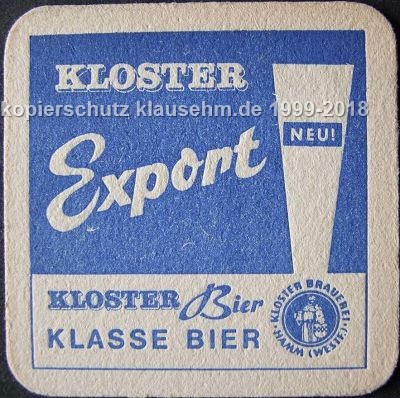 KLOSTER
kopierschutz klausehm.de 1999-2018
NEU!
Export
KLOSTER Bier
KLASSE BIER
KLOSTER BRAUEREI
HAMM (WESTF.)